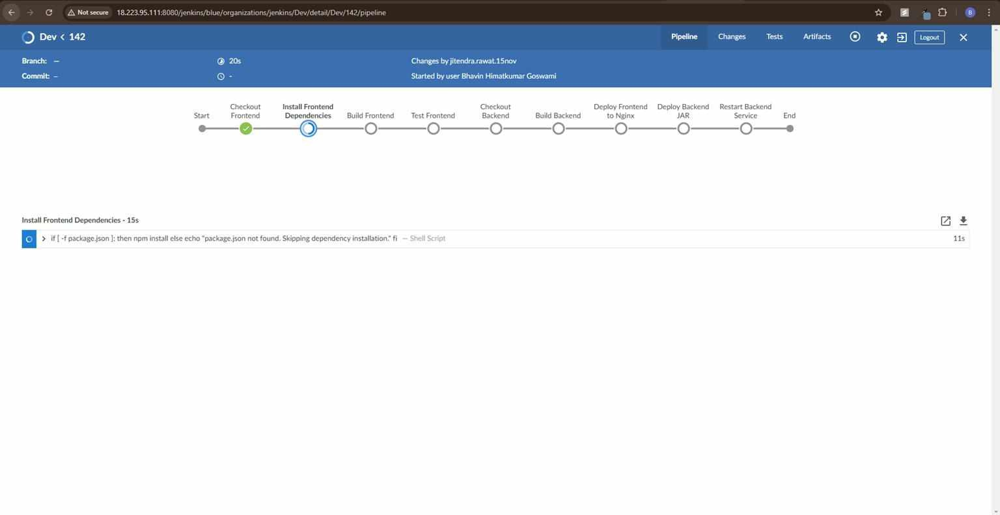 Not secure 18.223.95.111:8080/jenkins/blue/organizations/jenkins/Dev/detail/Dev/142/pipeline B
Dev < 142 Pipeline Changes Tests Artifacts Logout
Branch: — 20s Changes by jitendra.rawat.15nov
Commit: – - Started by user Bhavin Himatkumar Goswami
Start
Checkout
Frontend
Install Frontend
Dependencies
Build Frontend
Test Frontend
Checkout
Backend
Build Backend
Deploy Frontend
to Nginx
Deploy Backend
JAR
Restart Backend
Service
End
Install Frontend Dependencies - 15s
if [ -f package.json ]; then npm install else echo "package.json not found. Skipping dependency installation." fi — Shell Script 11s